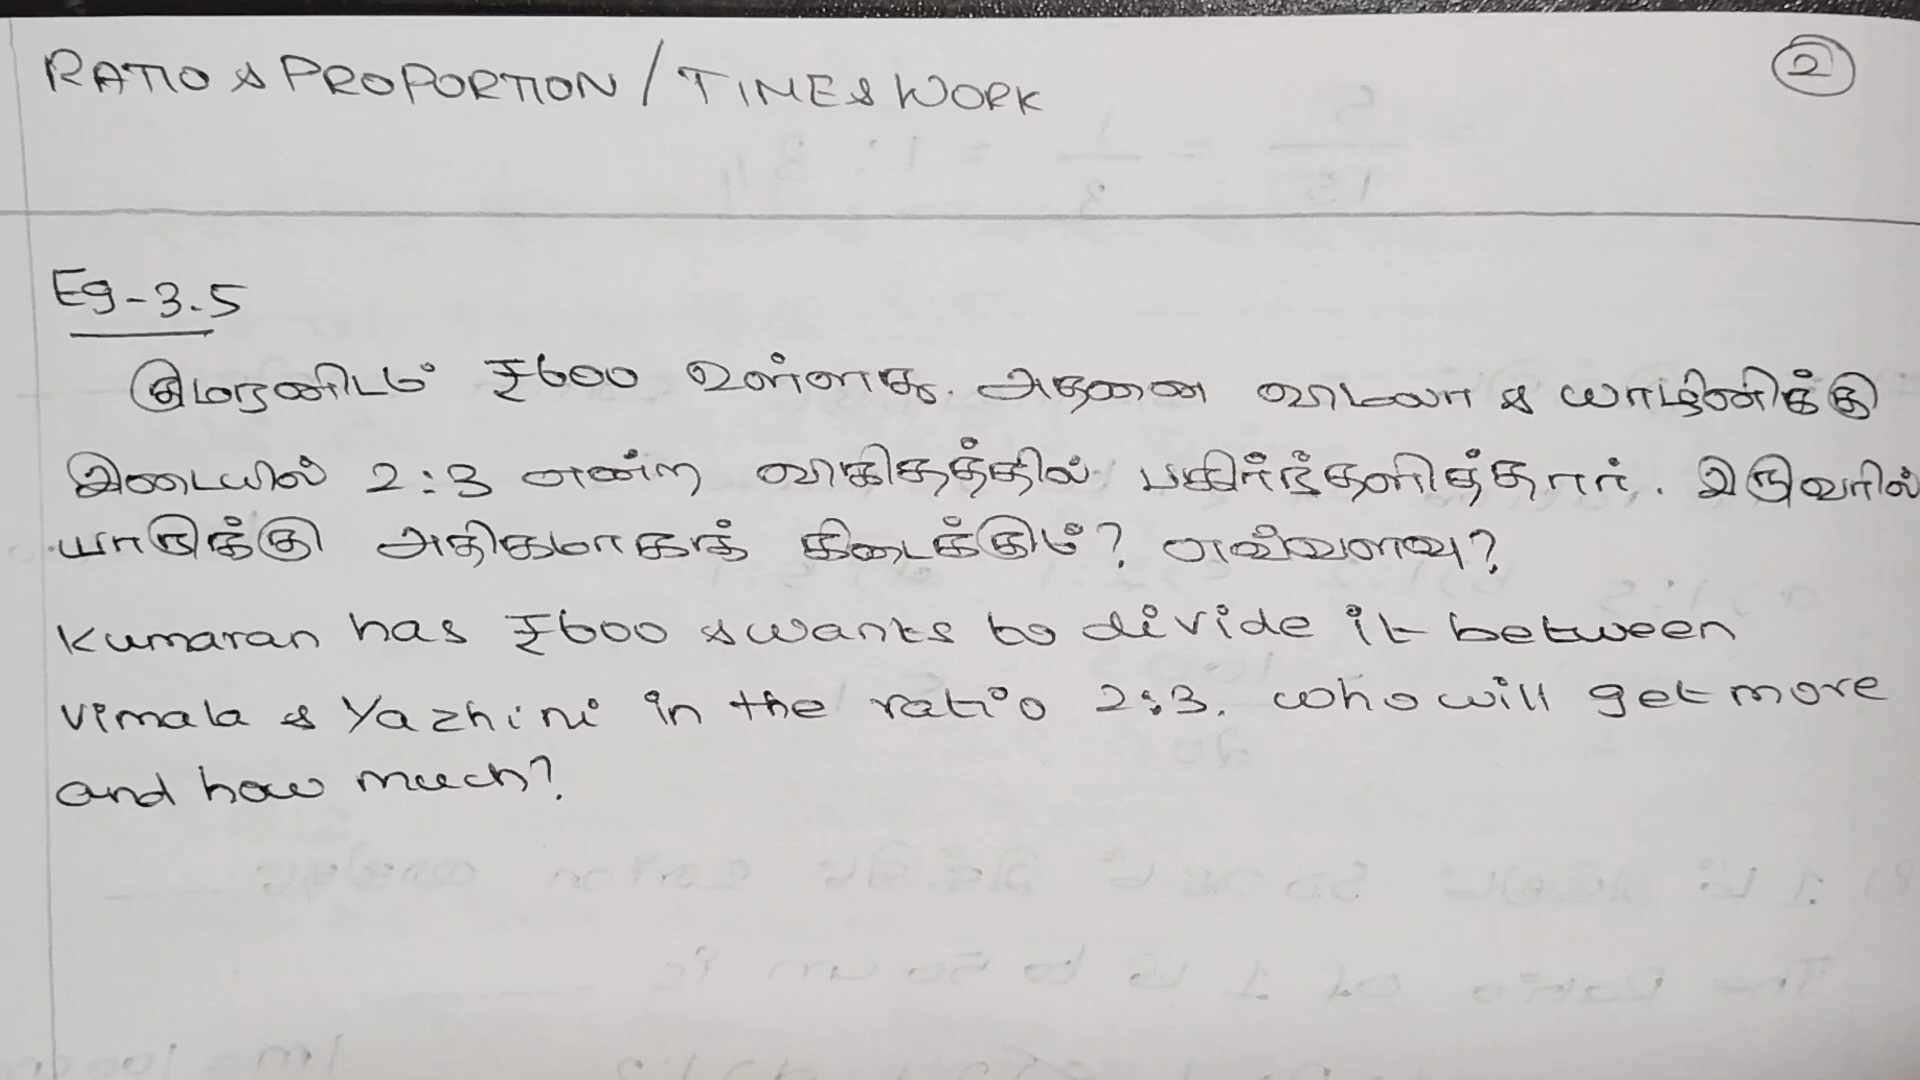 RATIO & PROPORTION / TIME & WORK
2
Eg-3.5
குமரனிடம் ₹600 உள்ளது. அதனை விமலா & யாழினிக்கு
இடையில் 2:3 என்ற விகிதத்தில் பகிர்ந்தளித்தார். இருவரில்
யாருக்கு அதிகமாகக் கிடைக்கும்? எவ்வளவு?
Kumaran has ₹600 & wants to divide it between
Vimala & Yazhini in the ratio 2:3. who will get more
and how much?